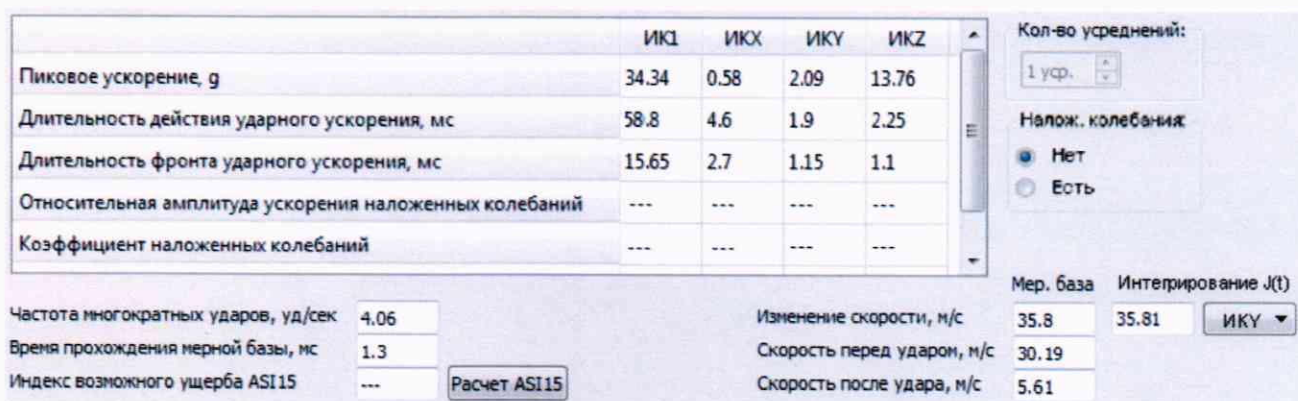 ИК1 ИКX ИКY ИКZ
Пиковое ускорение, g 34.34 0.58 2.09 13.76
Длительность действия ударного ускорения, мс 58.8 4.6 1.9 2.25
Длительность фронта ударного ускорения, мс 15.65 2.7 1.15 1.1
Относительная амплитуда ускорения наложенных колебаний --- --- --- ---
Коэффициент наложенных колебаний --- --- --- ---
Кол-во усреднений:
1 уср.
Налож. колебания:
Нет
Есть
Мер. база Интегрирование J(t)
Частота многократных ударов, уд/сек 4.06 Изменение скорости, м/с 35.8 35.81 ИКY
Время прохождения мерной базы, мс 1.3 Скорость перед ударом, м/с 30.19
Индекс возможного ущерба ASI15 --- Расчет ASI15 Скорость после удара, м/с 5.61